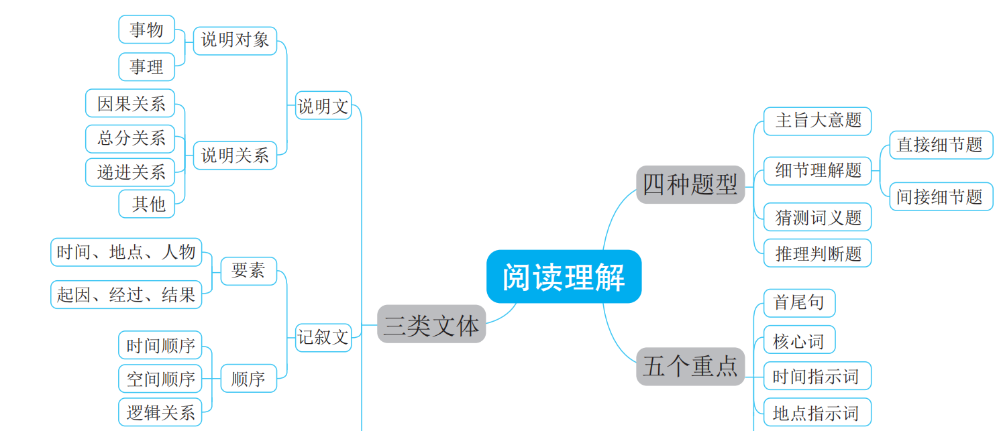 阅读理解
三类文体
说明文
说明对象
事物
事理
说明关系
因果关系
总分关系
递进关系
其他
记叙文
要素
时间、地点、人物
起因、经过、结果
顺序
时间顺序
空间顺序
逻辑关系
四种题型
主旨大意题
细节理解题
直接细节题
间接细节题
猜测词义题
推理判断题
五个重点
首尾句
核心词
时间指示词
地点指示词